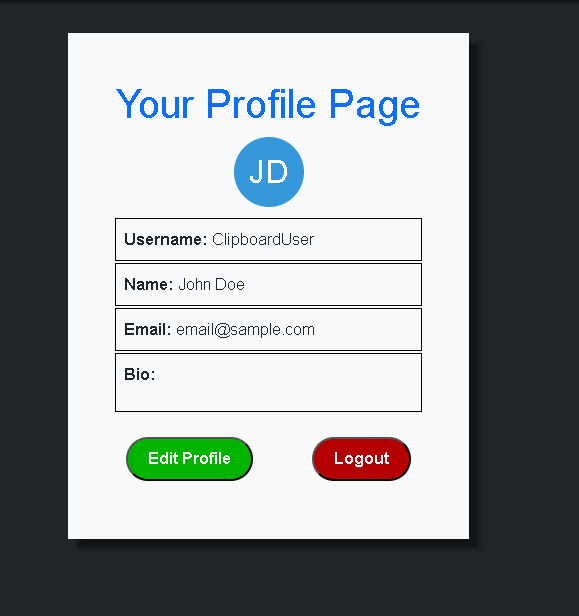 Your Profile Page
JD
Username: ClipboardUser
Name: John Doe
Email: email@sample.com
Bio:
Edit Profile
Logout